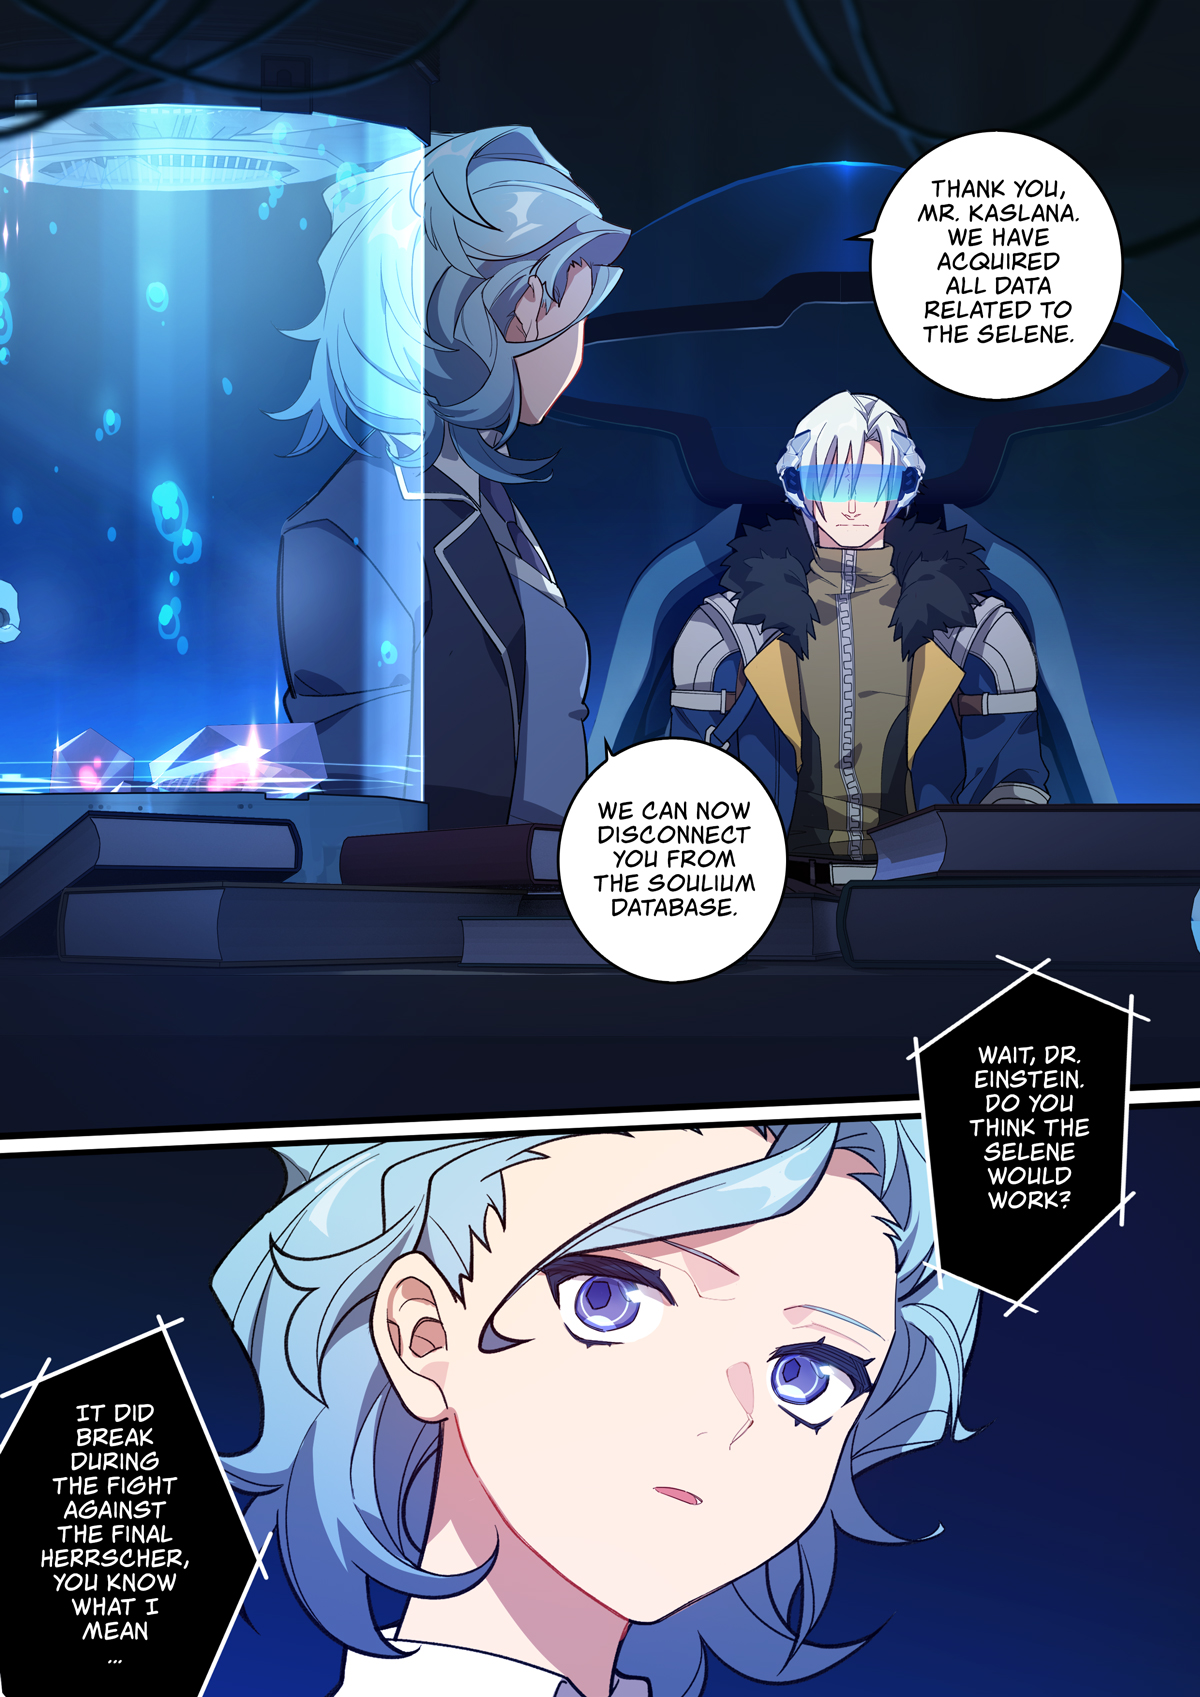 THANK YOU,
MR. KASLANA.
WE HAVE
ACQUIRED
ALL DATA
RELATED TO
THE SELENE.
WE CAN NOW
DISCONNECT
YOU FROM
THE SOULIUM
DATABASE.
WAIT, DR.
EINSTEIN.
DO YOU
THINK THE
SELENE
WOULD
WORK?
IT DID
BREAK
DURING
THE FIGHT
AGAINST
THE FINAL
HERRSCHER,
YOU KNOW
WHAT I
MEAN
...